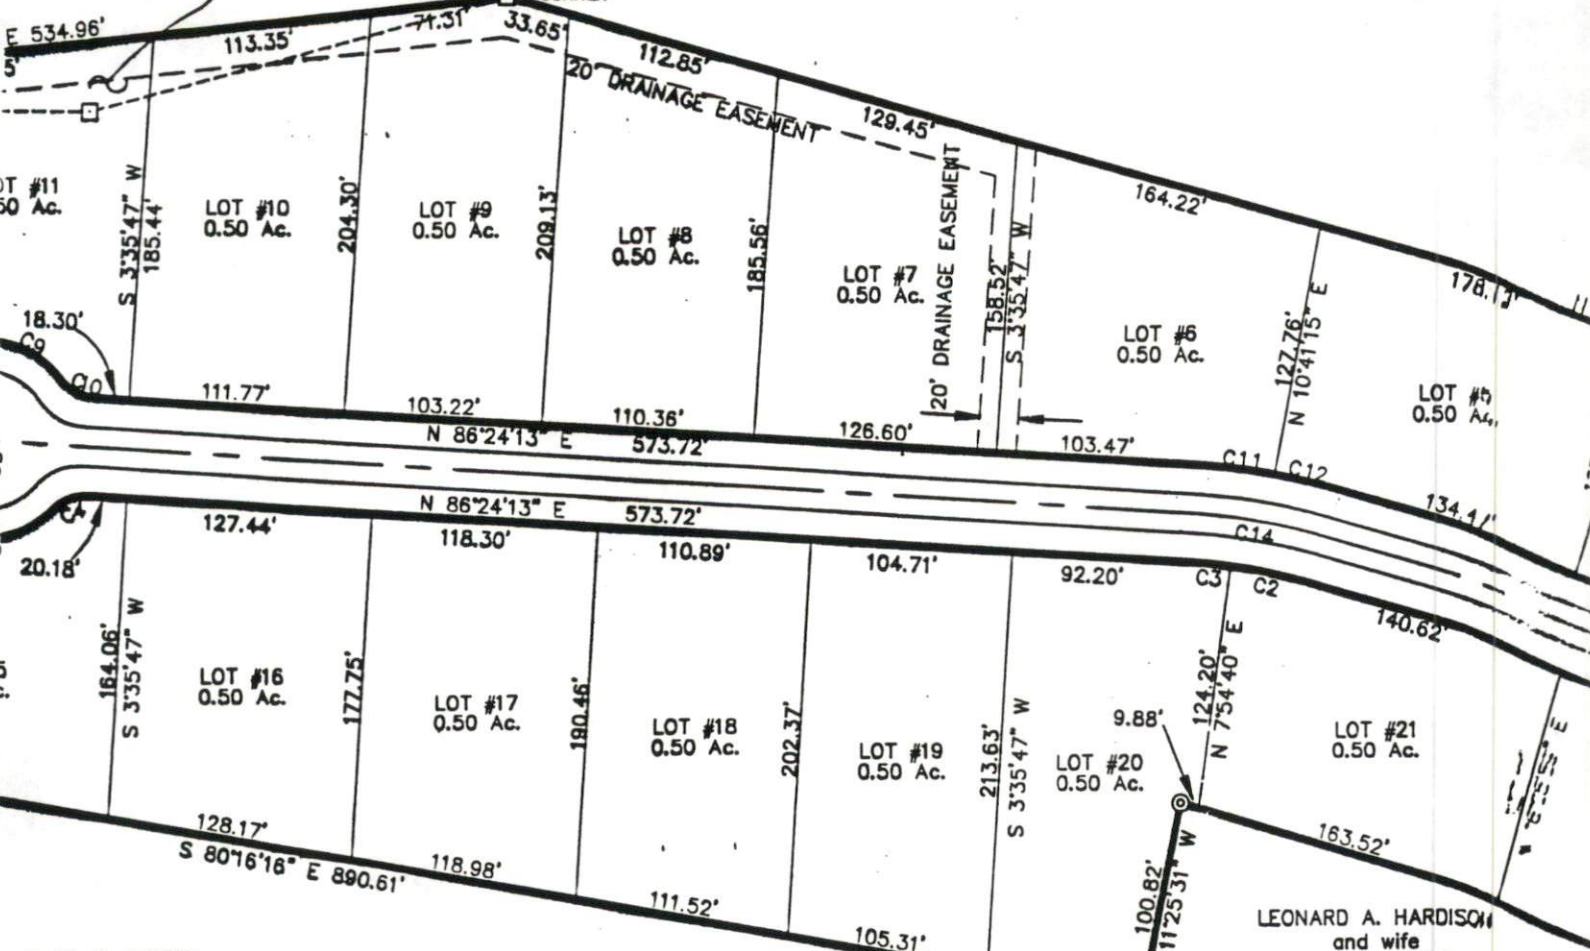 E 534.96'
5'
113.35'
71.31'
33.65'
112.85'
20' DRAINAGE EASEMENT
129.45'
164.22'
178.
OT #11
50 Ac.
S 3°35'47" W
185.44'
LOT #10
0.50 Ac.
204.30'
LOT #9
0.50 Ac.
209.13'
LOT #8
0.50 Ac.
185.56'
LOT #7
0.50 Ac.
20' DRAINAGE EASEMENT
158.52'
S 3°35'47" W
LOT #6
0.50 Ac.
127.76'
N 10°41'15" E
LOT #5
0.50 Ac.
18.30'
C9
C10
111.77'
103.22'
110.36'
126.60'
103.47'
C11
C12
134.
N 86°24'13" E 573.72'
N 86°24'13" E 573.72'
C14
C4
20.18'
127.44'
118.30'
110.89'
104.71'
92.20'
C3
C2
140.62'
164.06'
S 3°35'47" W
LOT #16
0.50 Ac.
177.75'
LOT #17
0.50 Ac.
190.46'
LOT #18
0.50 Ac.
202.37'
LOT #19
0.50 Ac.
213.63'
S 3°35'47" W
LOT #20
0.50 Ac.
9.88'
124.20'
N 7°54'40" E
LOT #21
0.50 Ac.
128.17'
S 80°16'16" E 890.61'
118.98'
111.52'
105.31'
100.82'
11°25'31" W
163.52'
LEONARD A. HARDISON
and wife